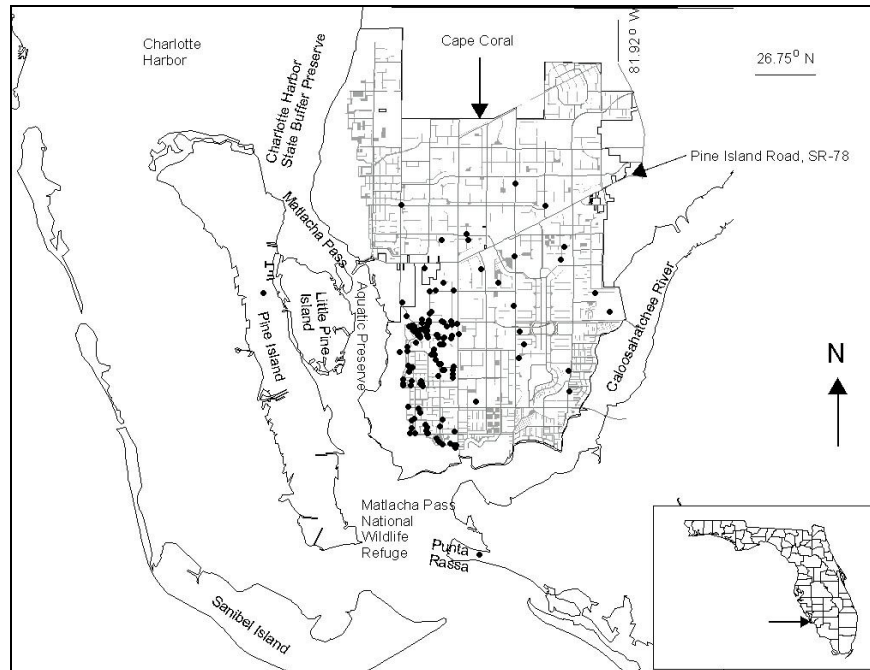 Charlotte
Harbor
Charlotte Harbor
State Buffer Preserve
Cape Coral
81.92° W
26.75° N
Pine Island Road, SR-78
Matlacha Pass
Aquatic Preserve
Little Pine
Island
Pine Island
Caloosahatchee River
N
Matlacha Pass
National
Wildlife
Refuge
Punta
Rassa
Sanibel Island